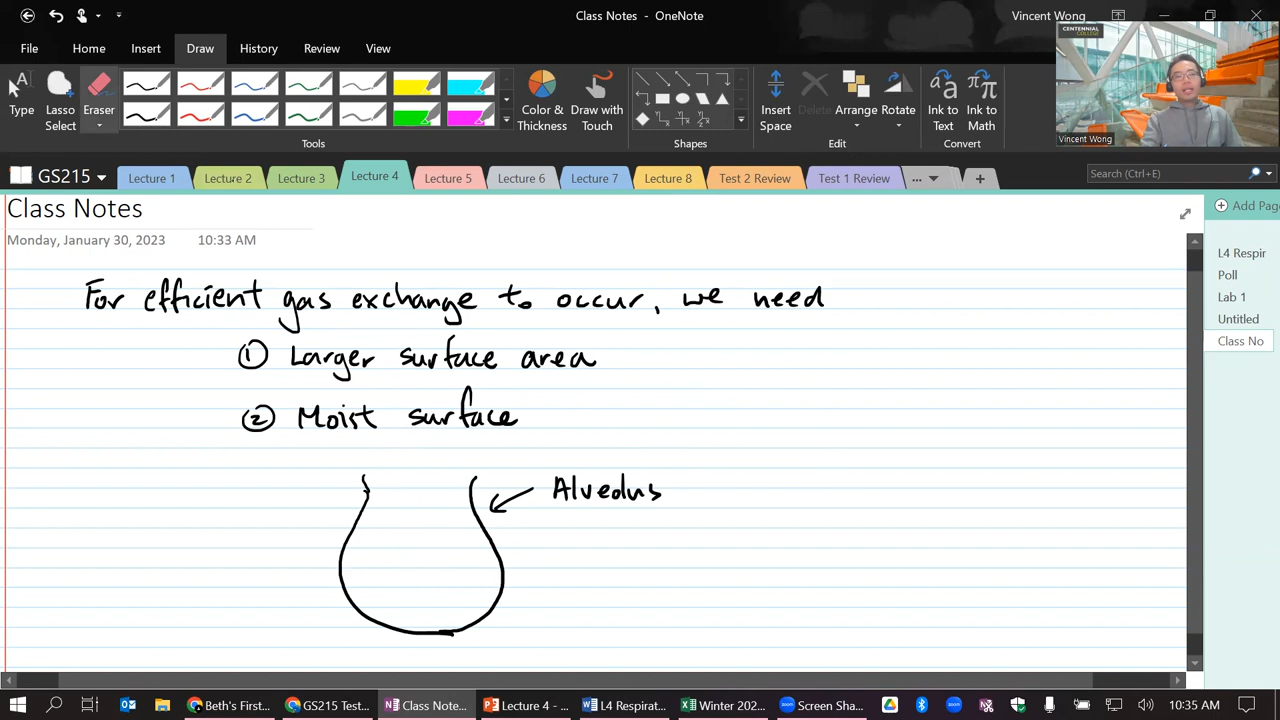 Class Notes - OneNote
Vincent Wong
File Home Insert Draw History Review View
CENTENNIAL COLLEGE
Type
Lasso Select
Eraser
Color & Thickness
Draw with Touch
Insert Space
Delete
Arrange
Rotate
Ink to Text
Ink to Math
Tools
Shapes
Edit
Convert
Vincent Wong
GS215
Lecture 1 Lecture 2 Lecture 3 Lecture 4 Lecture 5 Lecture 6 Lecture 7 Lecture 8 Test 2 Review Test 1 Review ...
Search (Ctrl+E)
Class Notes
Monday, January 30, 2023 10:33 AM
Add Pag
L4 Respir
Poll
Lab 1
Untitled
Class No
For efficient gas exchange to occur, we need
① Larger surface area
② Moist surface
Alveolus
Beth's First... GS215 Test... Class Note... Lecture 4 - ... L4 Respirat... Winter 202... Screen Sha... 10:35 AM